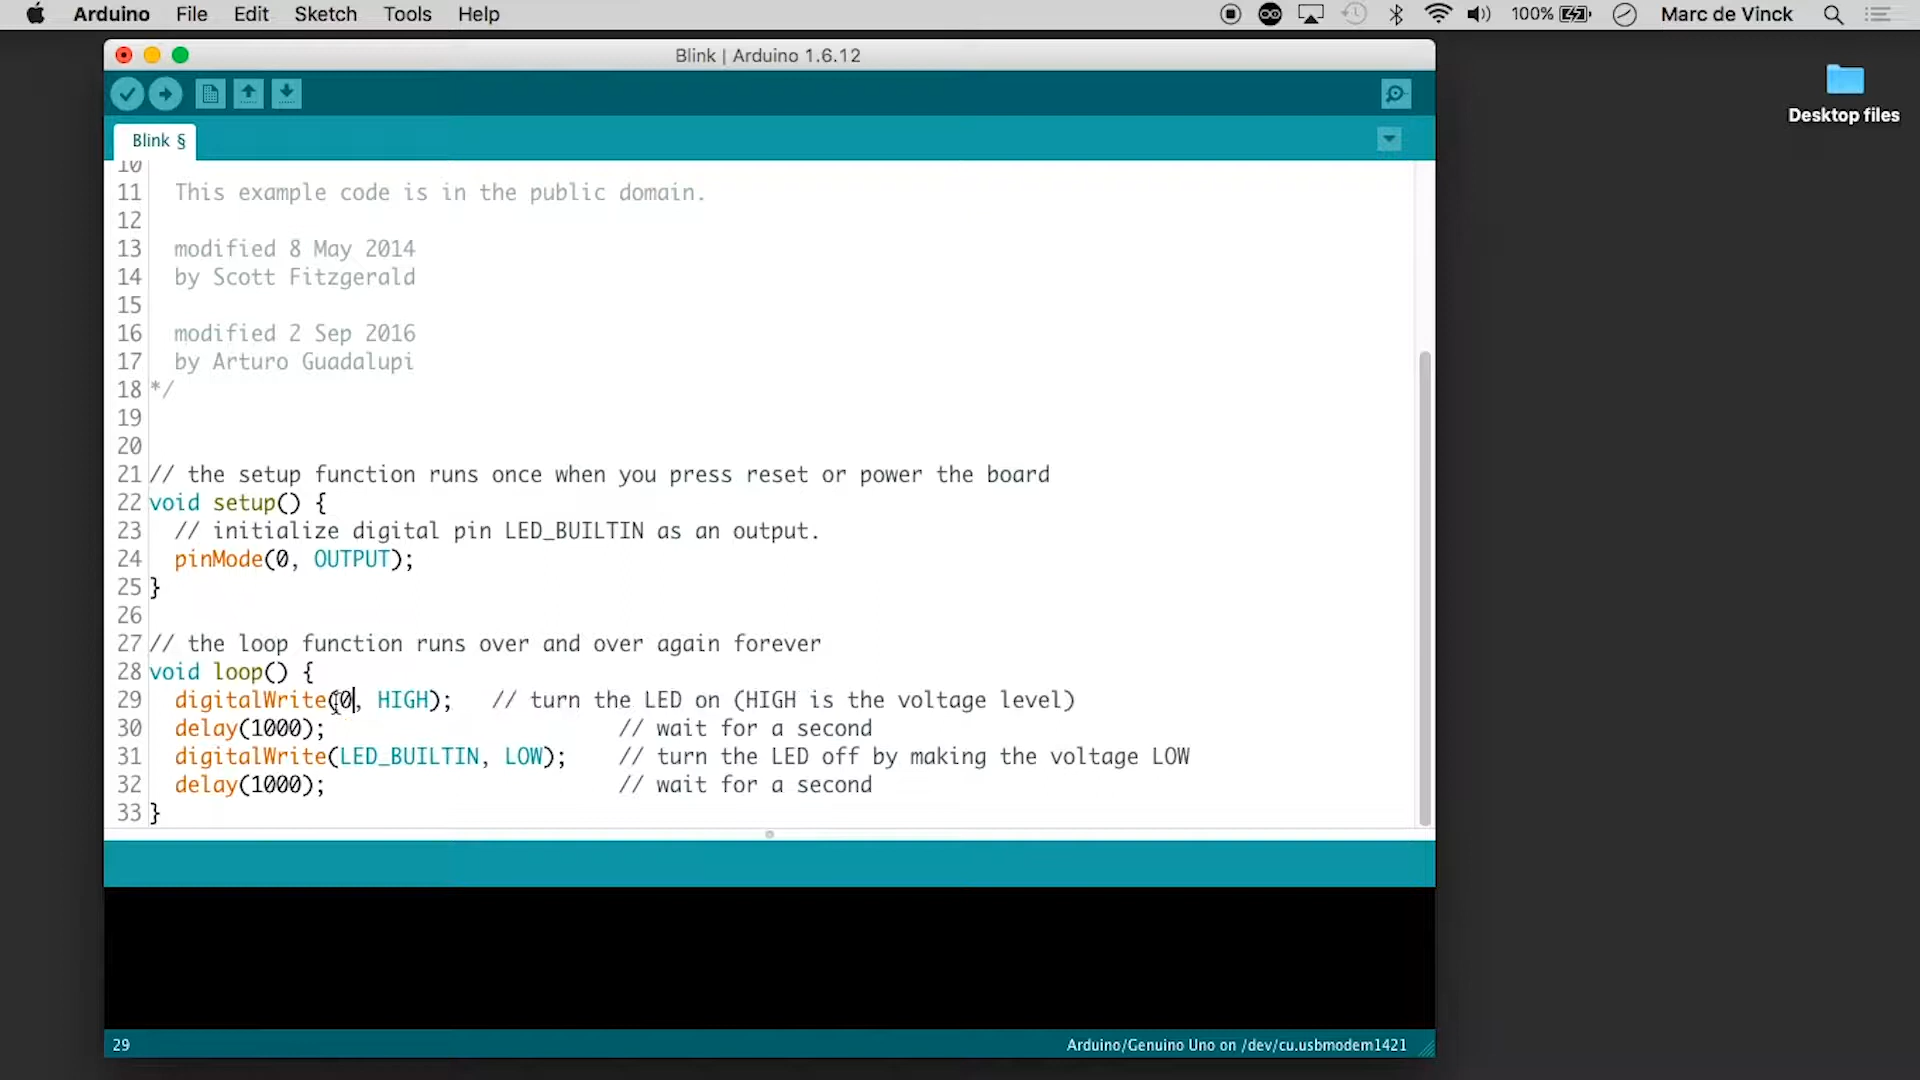 Arduino File Edit Sketch Tools Help 100% Marc de Vinck
Blink | Arduino 1.6.12
Desktop files
Blink §
10
11   This example code is in the public domain.
12
13   modified 8 May 2014
14   by Scott Fitzgerald
15
16   modified 2 Sep 2016
17   by Arturo Guadalupi
18 */
19
20
21 // the setup function runs once when you press reset or power the board
22 void setup() {
23   // initialize digital pin LED_BUILTIN as an output.
24   pinMode(0, OUTPUT);
25 }
26
27 // the loop function runs over and over again forever
28 void loop() {
29   digitalWrite(0, HIGH);   // turn the LED on (HIGH is the voltage level)
30   delay(1000);                       // wait for a second
31   digitalWrite(LED_BUILTIN, LOW);    // turn the LED off by making the voltage LOW
32   delay(1000);                       // wait for a second
33 }
29 Arduino/Genuino Uno on /dev/cu.usbmodem1421